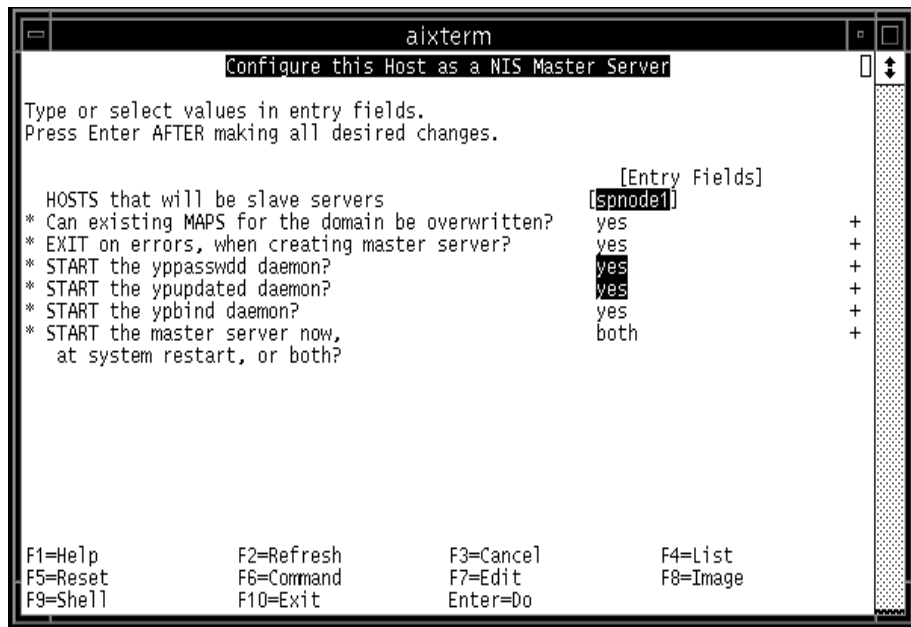 aixterm
Configure this Host as a NIS Master Server
Type or select values in entry fields.
Press Enter AFTER making all desired changes.
[Entry Fields]
HOSTS that will be slave servers [spnode1]
* Can existing MAPS for the domain be overwritten? yes +
* EXIT on errors, when creating master server? yes +
* START the yppasswdd daemon? yes +
* START the ypupdated daemon? yes +
* START the ypbind daemon? yes +
* START the master server now, both +
at system restart, or both?
F1=Help F2=Refresh F3=Cancel F4=List
F5=Reset F6=Command F7=Edit F8=Image
F9=Shell F10=Exit Enter=Do